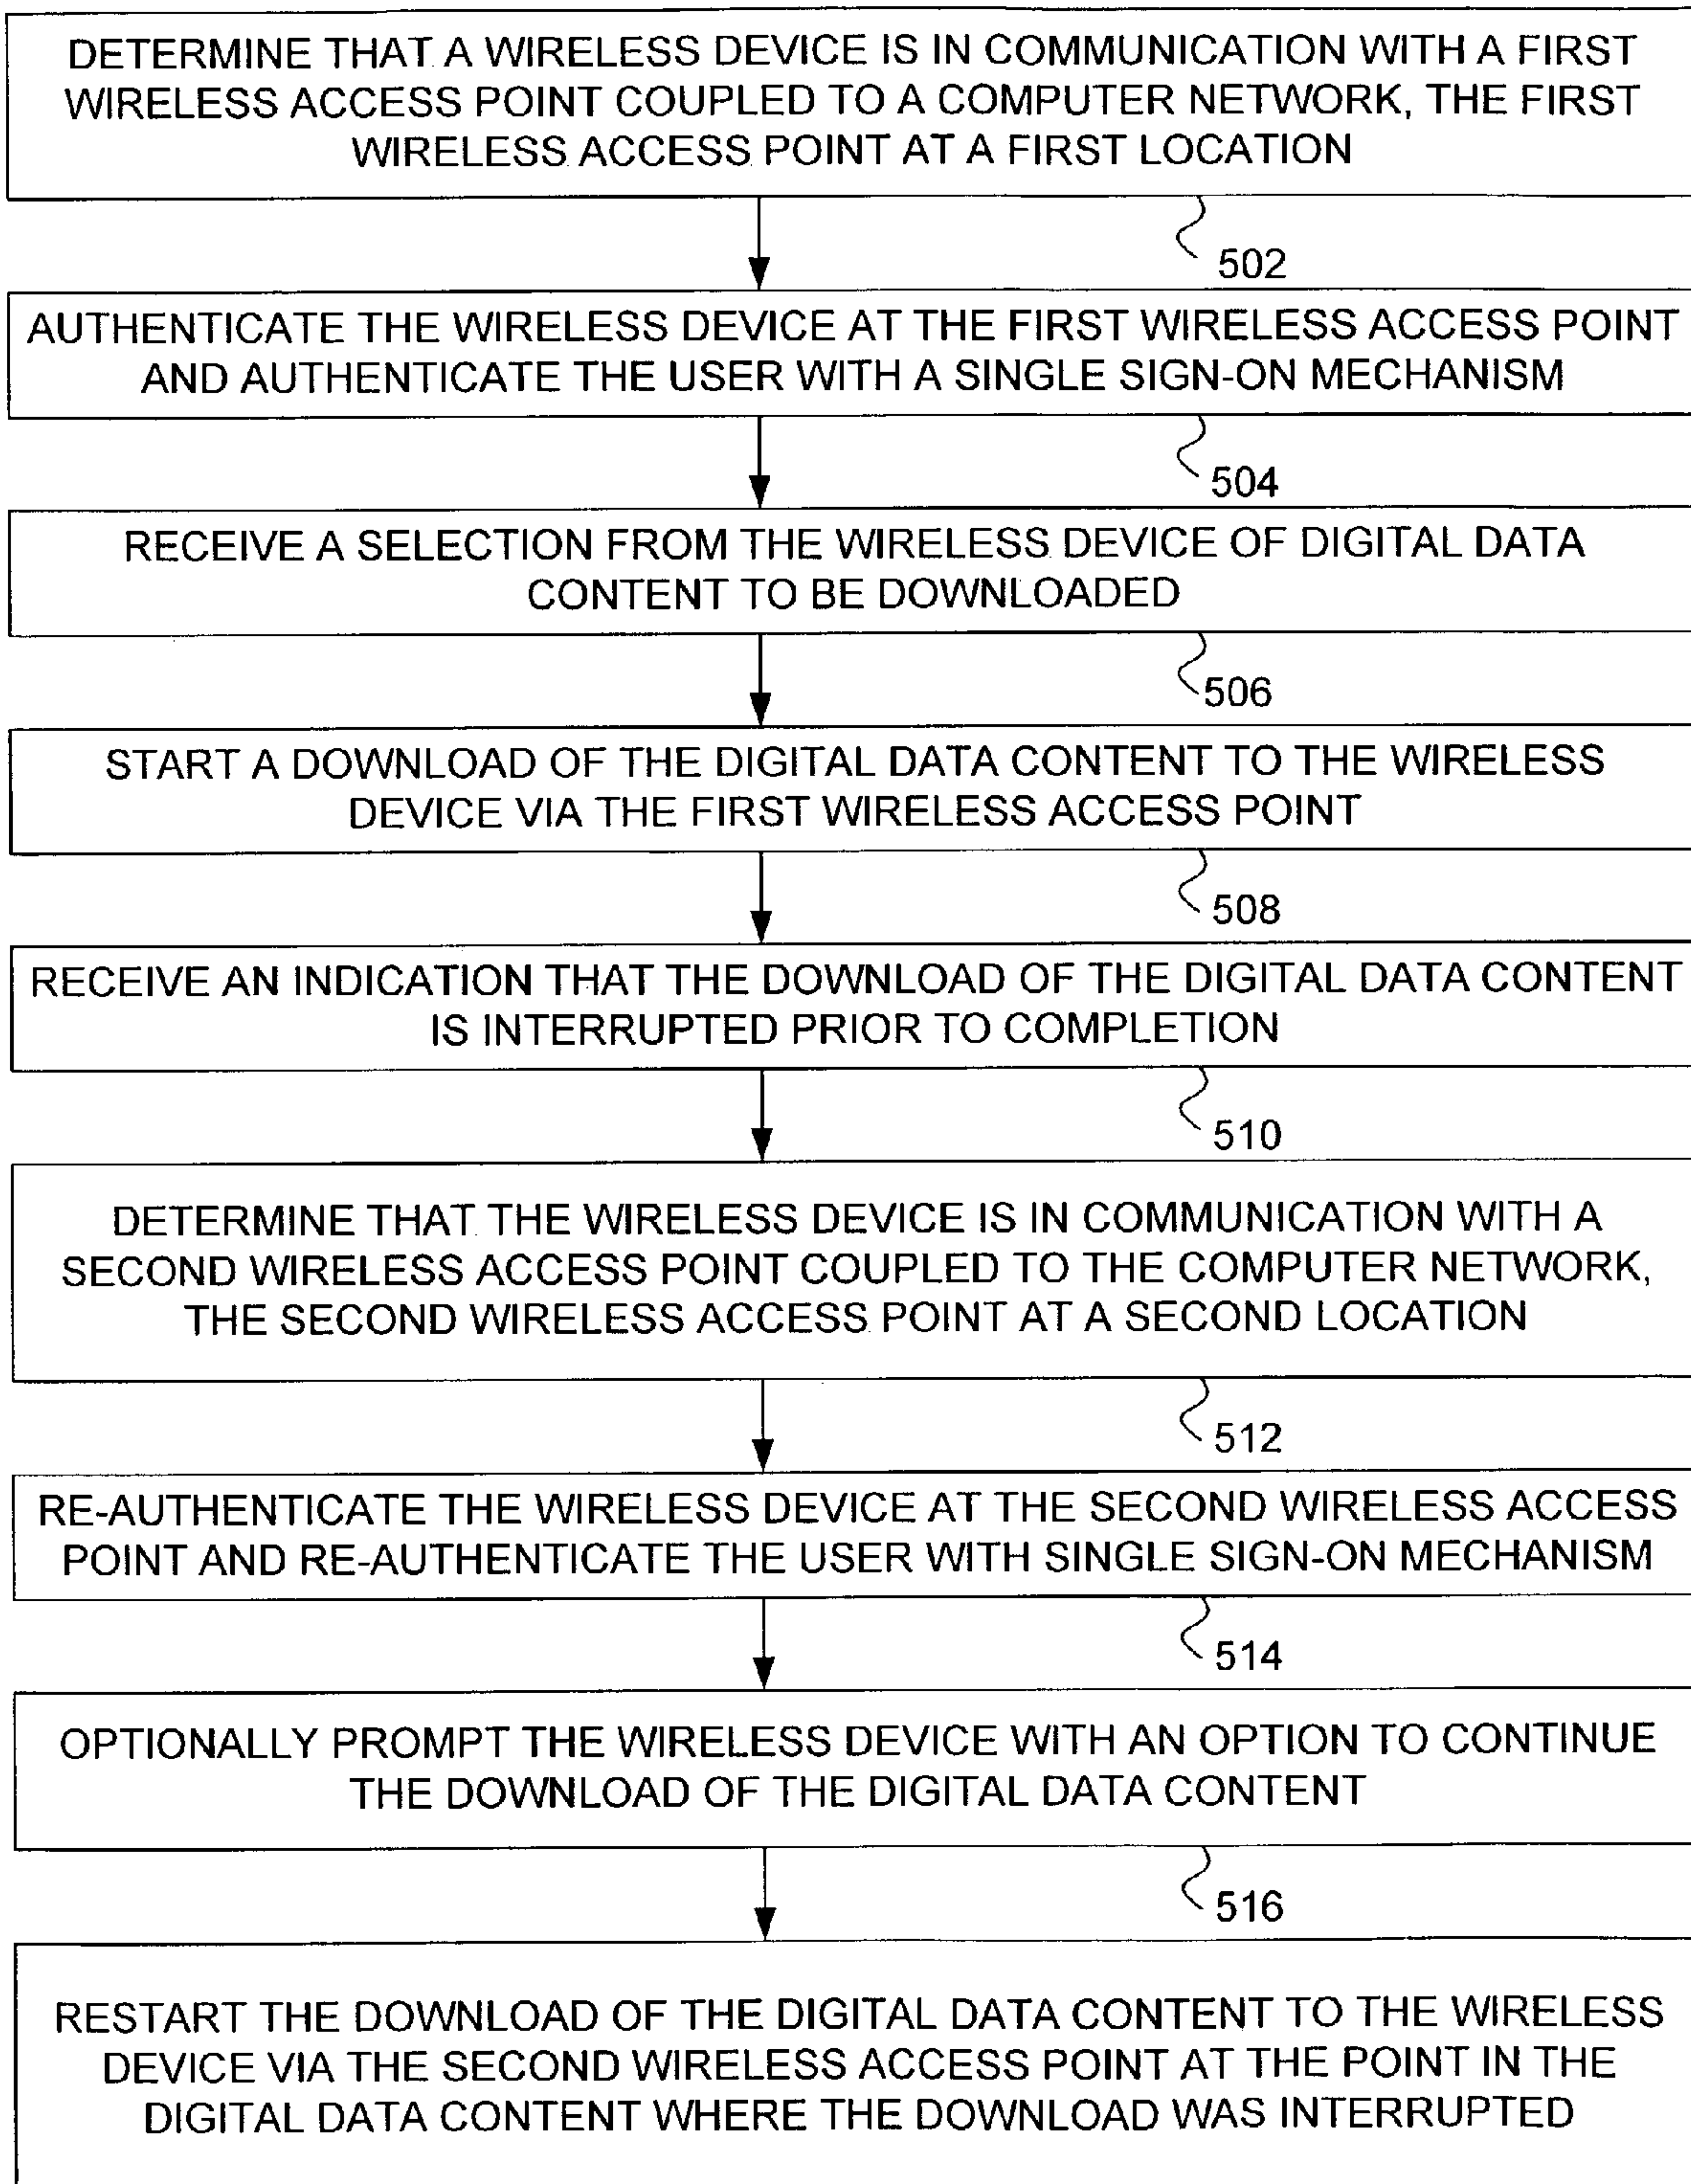 DETERMINE THAT A WIRELESS DEVICE IS IN COMMUNICATION WITH A FIRST
WIRELESS ACCESS POINT COUPLED TO A COMPUTER NETWORK, THE FIRST
WIRELESS ACCESS POINT AT A FIRST LOCATION
502
AUTHENTICATE THE WIRELESS DEVICE AT THE FIRST WIRELESS ACCESS POINT
AND AUTHENTICATE THE USER WITH A SINGLE SIGN-ON MECHANISM
504
RECEIVE A SELECTION FROM THE WIRELESS DEVICE OF DIGITAL DATA
CONTENT TO BE DOWNLOADED
506
START A DOWNLOAD OF THE DIGITAL DATA CONTENT TO THE WIRELESS
DEVICE VIA THE FIRST WIRELESS ACCESS POINT
508
RECEIVE AN INDICATION THAT THE DOWNLOAD OF THE DIGITAL DATA CONTENT
IS INTERRUPTED PRIOR TO COMPLETION
510
DETERMINE THAT THE WIRELESS DEVICE IS IN COMMUNICATION WITH A
SECOND WIRELESS ACCESS POINT COUPLED TO THE COMPUTER NETWORK,
THE SECOND WIRELESS ACCESS POINT AT A SECOND LOCATION
512
RE-AUTHENTICATE THE WIRELESS DEVICE AT THE SECOND WIRELESS ACCESS
POINT AND RE-AUTHENTICATE THE USER WITH SINGLE SIGN-ON MECHANISM
514
OPTIONALLY PROMPT THE WIRELESS DEVICE WITH AN OPTION TO CONTINUE
THE DOWNLOAD OF THE DIGITAL DATA CONTENT
516
RESTART THE DOWNLOAD OF THE DIGITAL DATA CONTENT TO THE WIRELESS
DEVICE VIA THE SECOND WIRELESS ACCESS POINT AT THE POINT IN THE
DIGITAL DATA CONTENT WHERE THE DOWNLOAD WAS INTERRUPTED